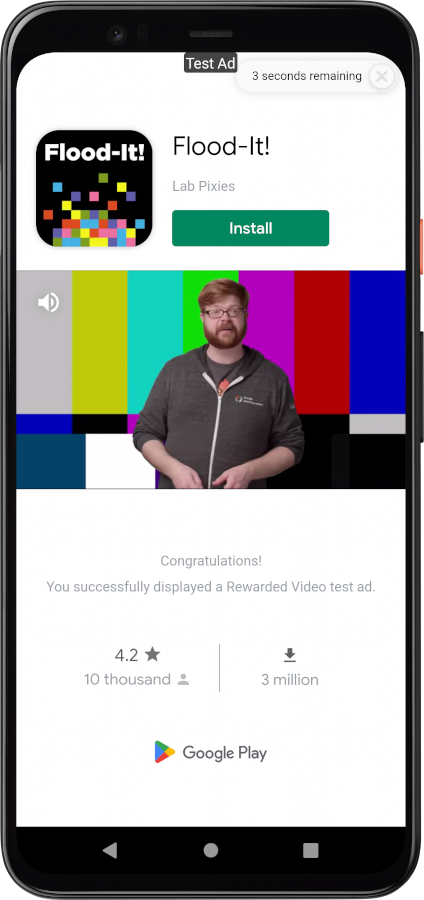 Test Ad
3 seconds remaining
Flood-It!
Flood-It!
Lab Pixies
Install
Congratulations!
You successfully displayed a Rewarded Video test ad.
4.2
10 thousand
3 million
Google Play